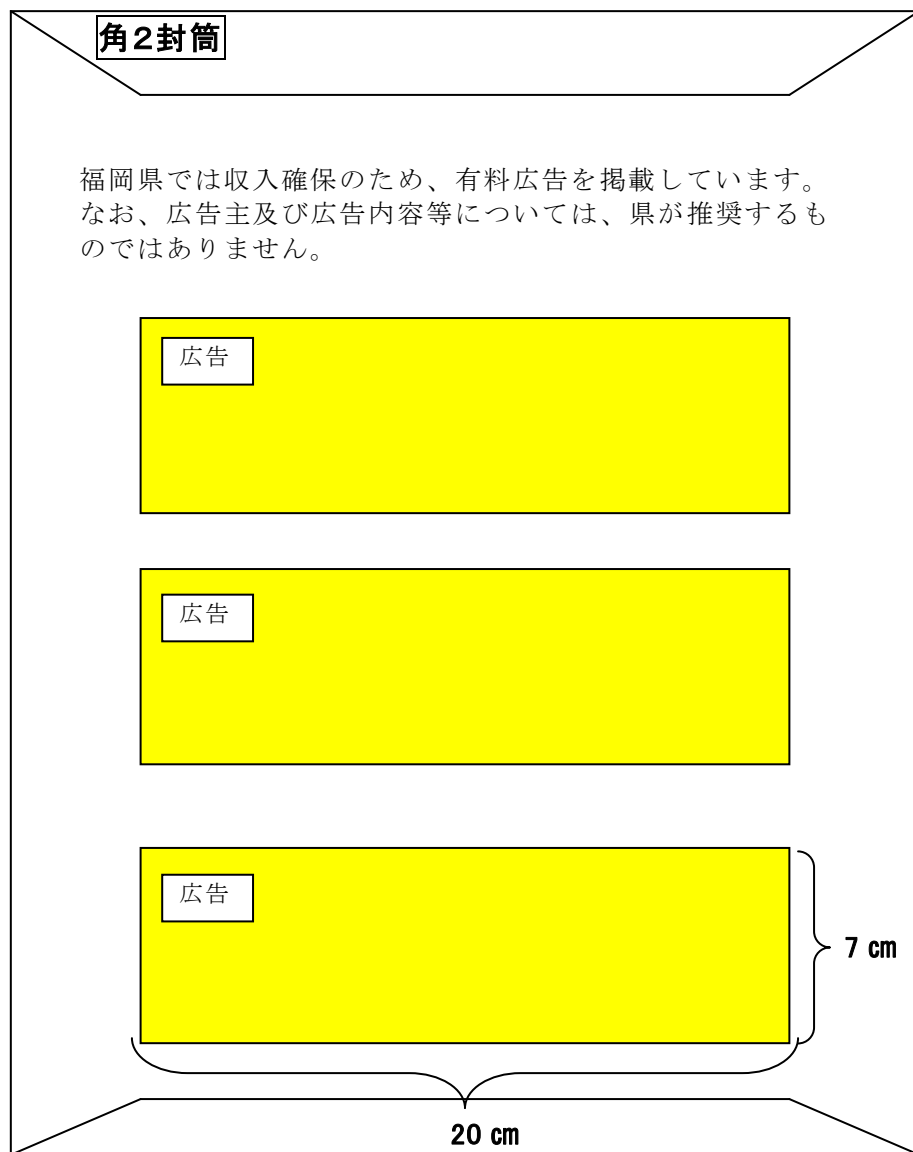 角2封筒
福岡県では収入確保のため、有料広告を掲載しています。
なお、広告主及び広告内容等については、県が推奨するも
のではありません。
広告
広告
広告
7 cm
20 cm